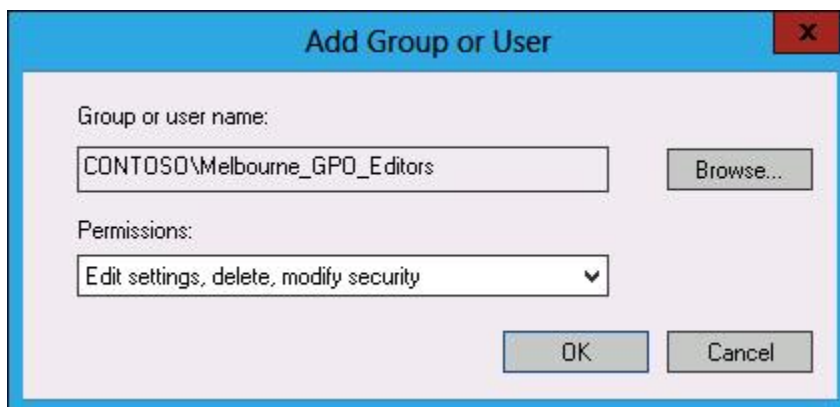 Add Group or User
x
Group or user name:
CONTOSO\Melbourne_GPO_Editors
Browse...
Permissions:
Edit settings, delete, modify security
OK
Cancel